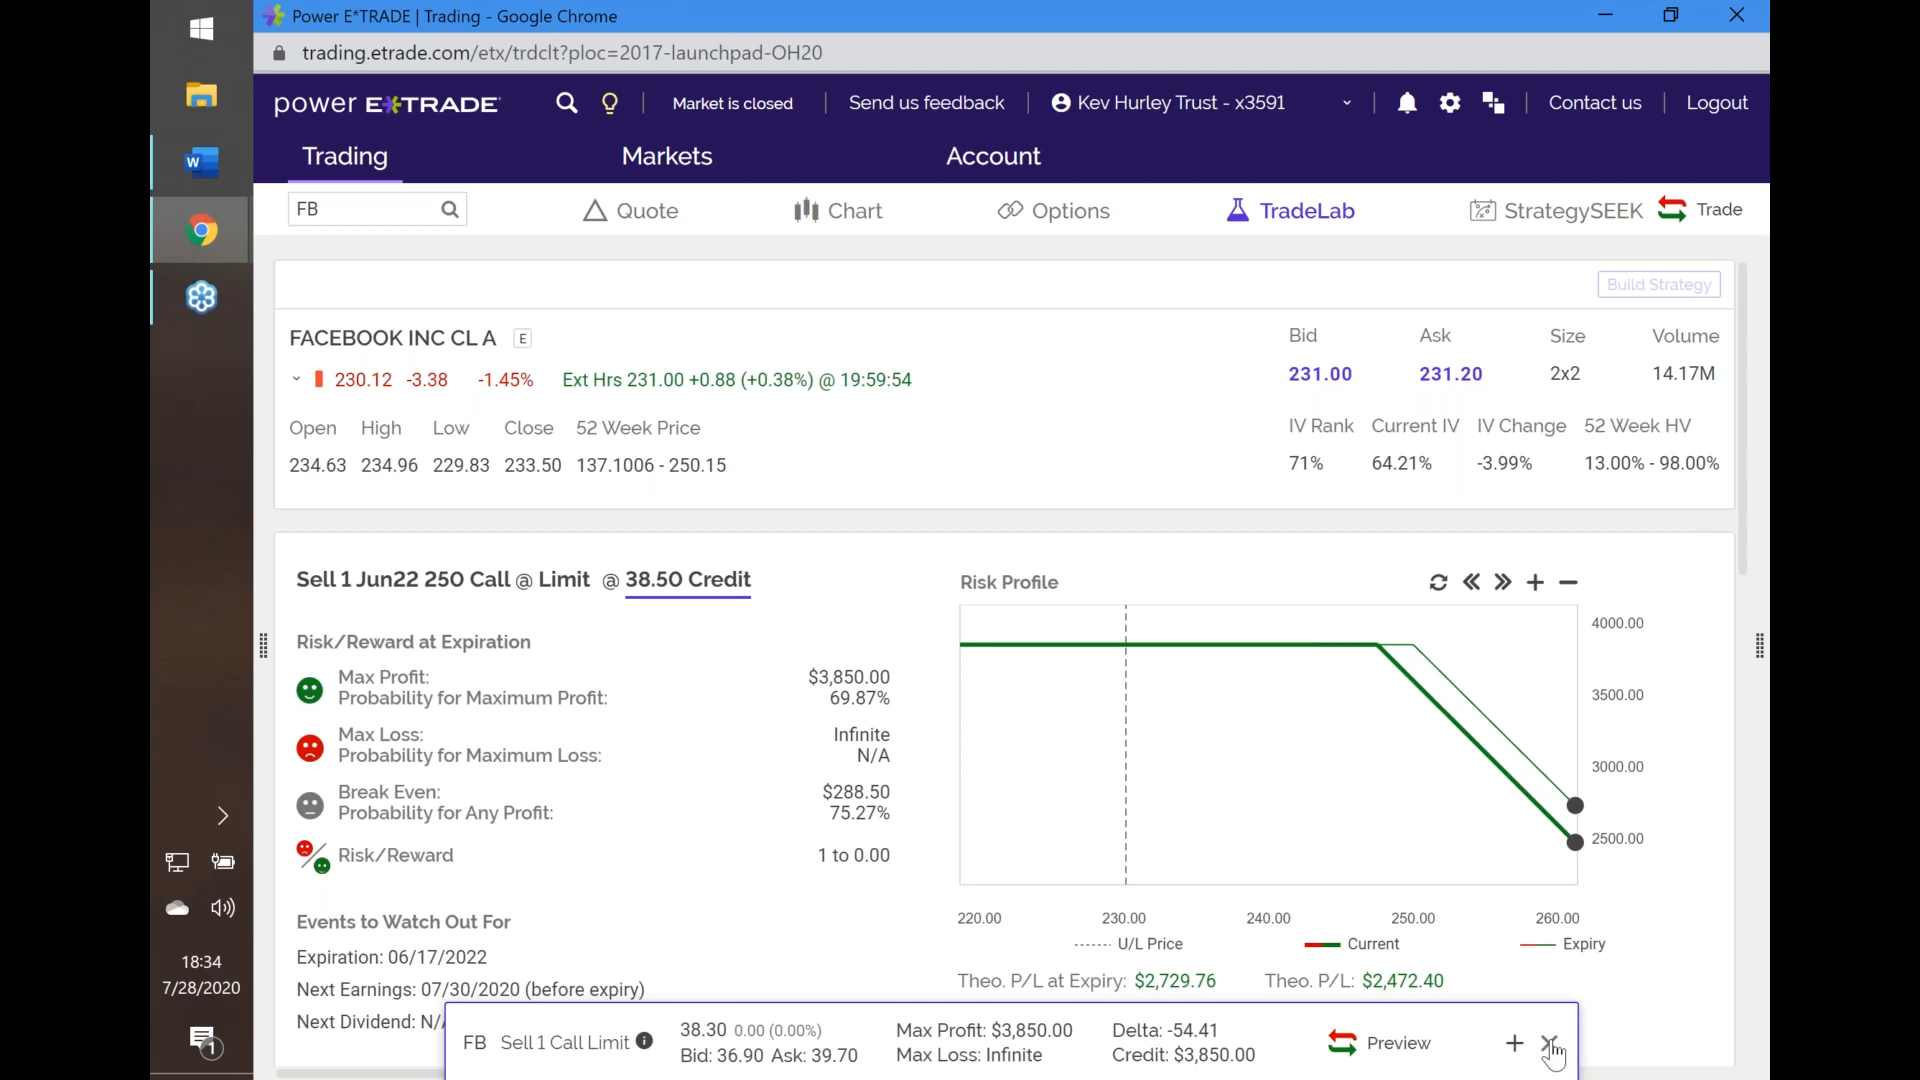 Power E*TRADE | Trading - Google Chrome
trading.etrade.com/etx/trdclt?ploc=2017-launchpad-OH20
power E*TRADE
Market is closed
Send us feedback
Kev Hurley Trust - x3591
Contact us
Logout
Trading
Markets
Account
FB
Quote
Chart
Options
TradeLab
StrategySEEK
Trade
Build Strategy
FACEBOOK INC CL A E
Bid Ask Size Volume
230.12 -3.38 -1.45% Ext Hrs 231.00 +0.88 (+0.38%) @ 19:59:54
231.00 231.20 2x2 14.17M
Open High Low Close 52 Week Price
IV Rank Current IV IV Change 52 Week HV
234.63 234.96 229.83 233.50 137.1006 - 250.15
71% 64.21% -3.99% 13.00% - 98.00%
Sell 1 Jun22 250 Call @ Limit @ 38.50 Credit
Risk/Reward at Expiration
Max Profit: $3,850.00
Probability for Maximum Profit: 69.87%
Max Loss: Infinite
Probability for Maximum Loss: N/A
Break Even: $288.50
Probability for Any Profit: 75.27%
Risk/Reward 1 to 0.00
Events to Watch Out For
Expiration: 06/17/2022
Next Earnings: 07/30/2020 (before expiry)
Next Dividend: N/
Risk Profile
4000.00
3500.00
3000.00
2500.00
220.00 230.00 240.00 250.00 260.00
U/L Price Current Expiry
Theo. P/L at Expiry: $2,729.76 Theo. P/L: $2,472.40
FB Sell 1 Call Limit
38.30 0.00 (0.00%)
Bid: 36.90 Ask: 39.70
Max Profit: $3,850.00
Max Loss: Infinite
Delta: -54.41
Credit: $3,850.00
Preview
W
18:34
7/28/2020
1